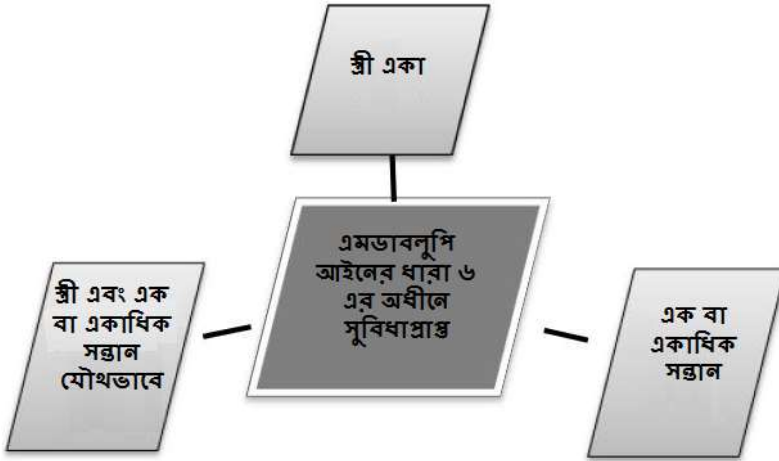 স্ত্রী একা
এমডাবলুপি
আইনের ধারা ৬
এর অধীনে
সুবিধাপ্রাপ্ত
স্ত্রী এবং এক
বা একাধিক
সন্তান
যৌথভাবে
এক বা
একাধিক
সন্তান